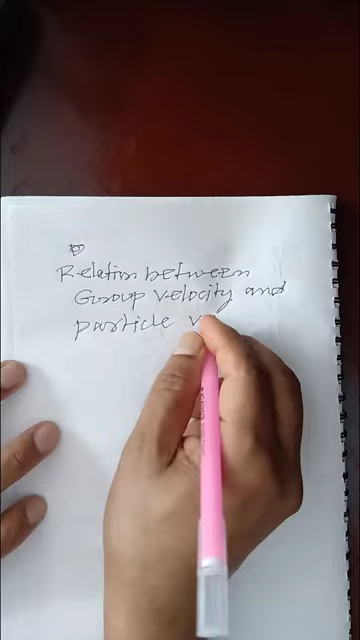 Relation between
Group velocity and
particle v